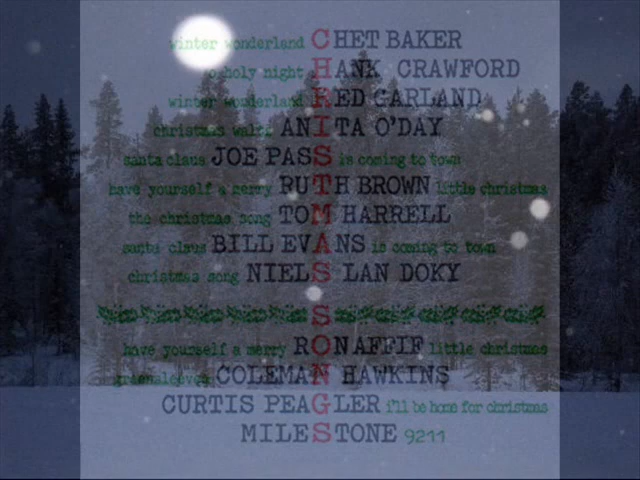 winter wonderland CHET BAKER
o holy night HANK CRAWFORD
winter wonderland RED GARLAND
christmas waltz ANITA O'DAY
santa claus JOE PASS is coming to town
have yourself a merry RUTH BROWN little christmas
the christmas song TOM HARRELL
santa claus BILL EVANS is coming to town
christmas song NIELS LAN DOKY
have yourself a merry RON AFFIF little christmas
greensleeves COLEMAN HAWKINS
CURTIS PEAGLER i'll be home for christmas
MILESTONE 9211